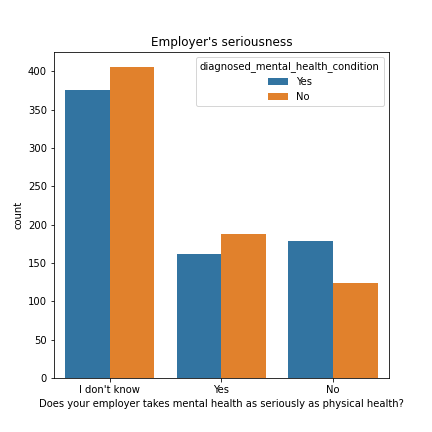 Employer's seriousness
diagnosed_mental_health_condition
Yes
No
count
400
350
300
250
200
150
100
50
0
I don't know Yes No
Does your employer takes mental health as seriously as physical health?